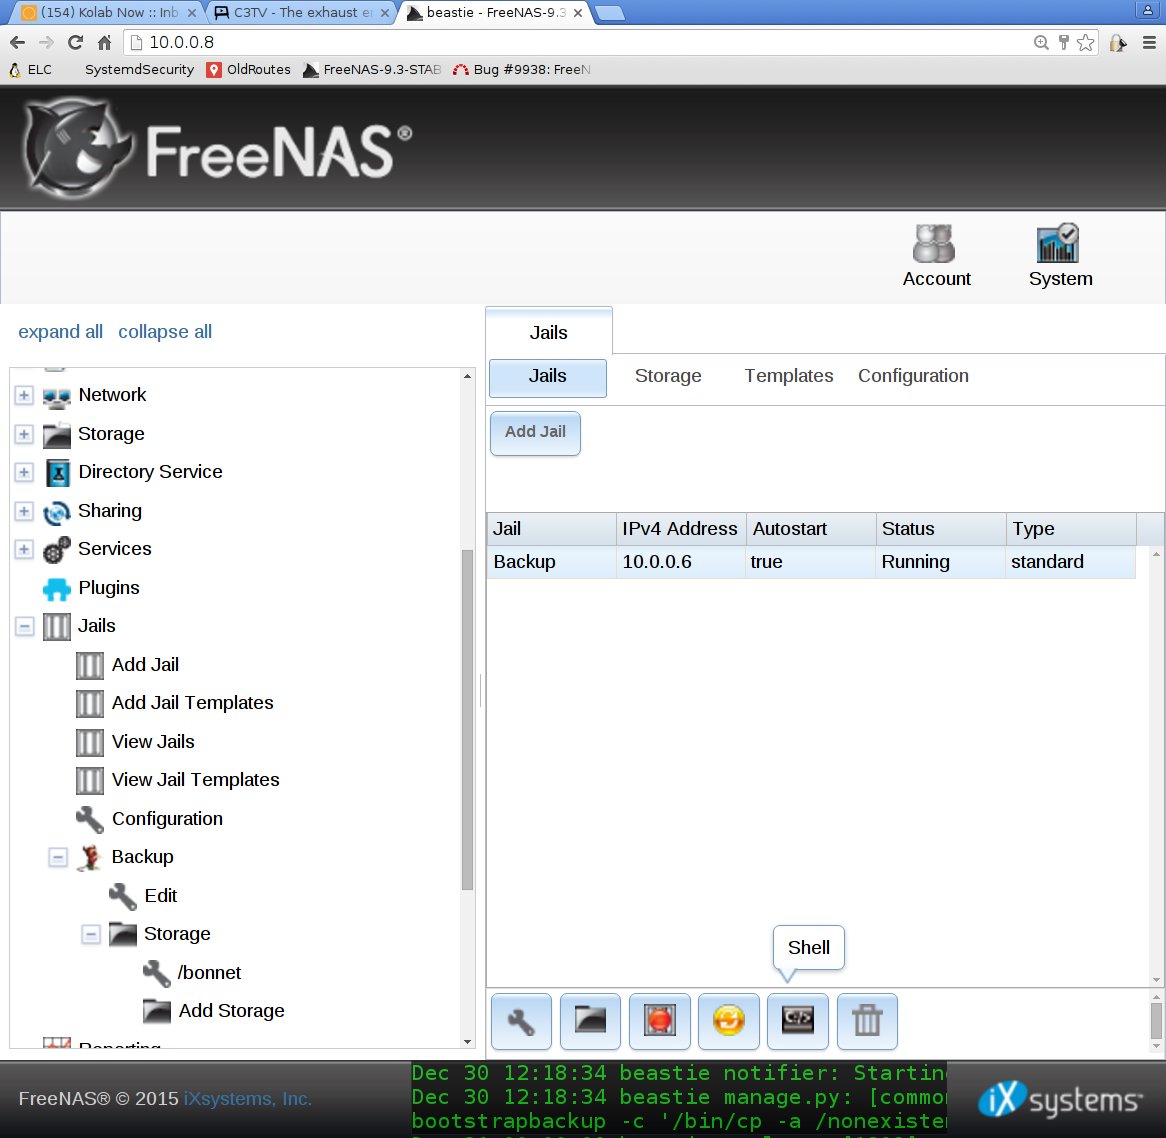 (154) Kolab Now :: Inb
C3TV - The exhaust e
beastie - FreeNAS-9.3
10.0.0.8
ELC
SystemdSecurity
OldRoutes
FreeNAS-9.3-STAB
Bug #9938: FreeN
FreeNAS®
Account
System
expand all collapse all
Network
Storage
Directory Service
Sharing
Services
Plugins
Jails
Add Jail
Add Jail Templates
View Jails
View Jail Templates
Configuration
Backup
Edit
Storage
/bonnet
Add Storage
Reporting
Jails
Jails Storage Templates Configuration
Add Jail
Jail IPv4 Address Autostart Status Type
Backup 10.0.0.6 true Running standard
Shell
FreeNAS® © 2015 iXsystems, Inc.
Dec 30 12:18:34 beastie notifier: Starting
Dec 30 12:18:34 beastie manage.py: [commo
bootstrapbackup -c '/bin/cp -a /nonexiste
iXsystems™